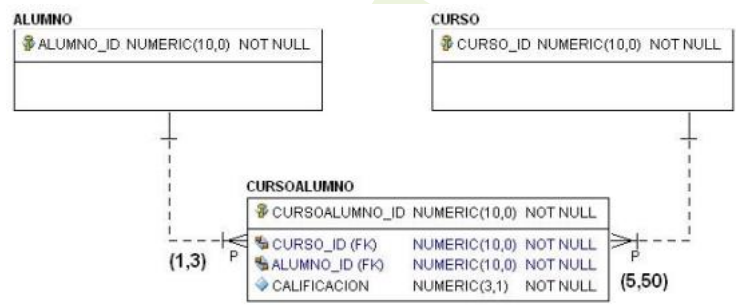 ALUMNO
ALUMNO_ID NUMERIC(10,0) NOT NULL
CURSO
CURSO_ID NUMERIC(10,0) NOT NULL
CURSOALUMNO
CURSOALUMNO_ID NUMERIC(10,0) NOT NULL
CURSO_ID (FK) NUMERIC(10,0) NOT NULL
ALUMNO_ID (FK) NUMERIC(10,0) NOT NULL
CALIFICACION NUMERIC(3,1) NOT NULL
(1,3)
P
P
(5,50)